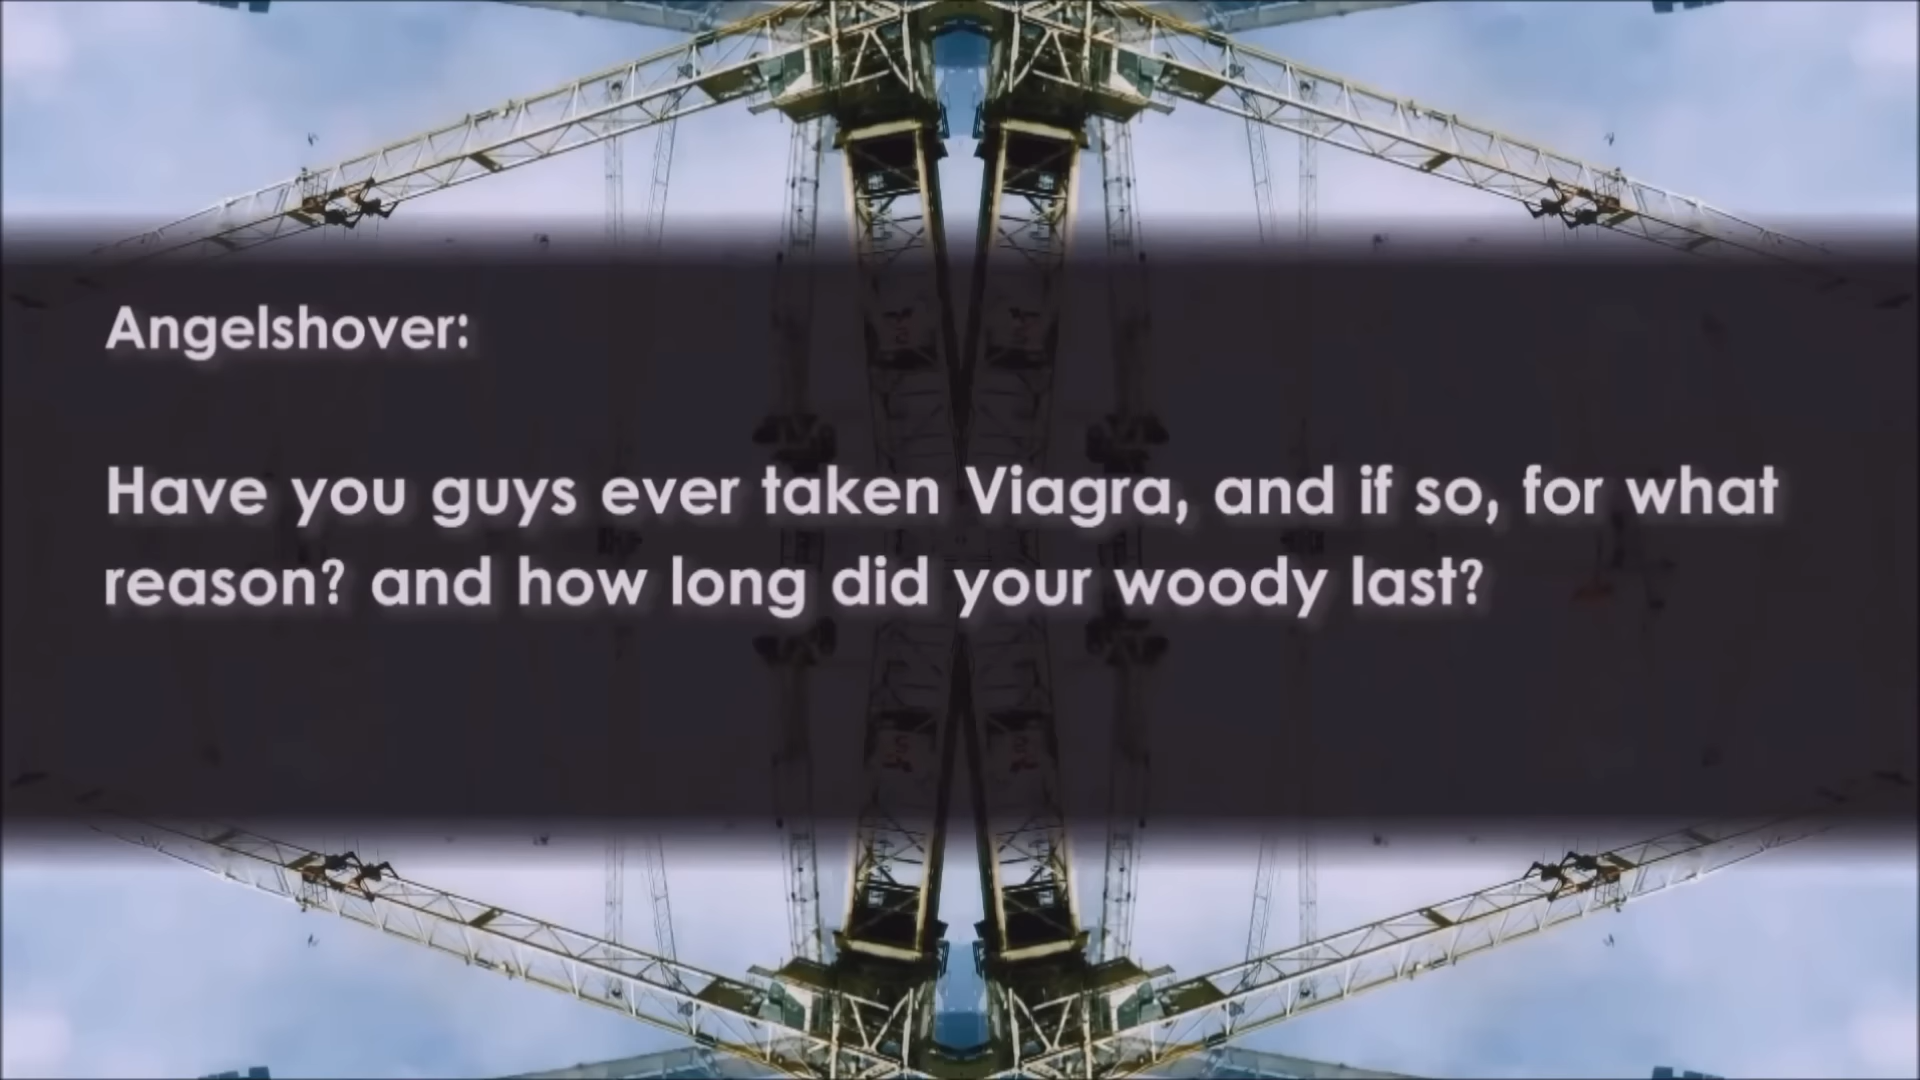 Angelshover:
Have you guys ever taken Viagra, and if so, for what
reason? and how long did your woody last?